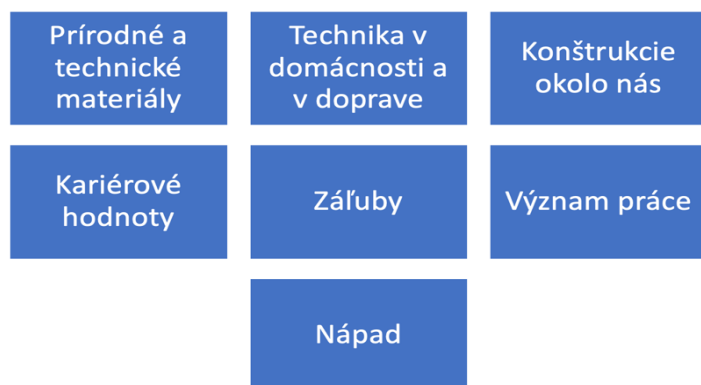 Prírodné a
technické
materiály
Technika v
domácnosti a
v doprave
Konštrukcie
okolo nás
Kariérové
hodnoty
Záľuby
Význam práce
Nápad